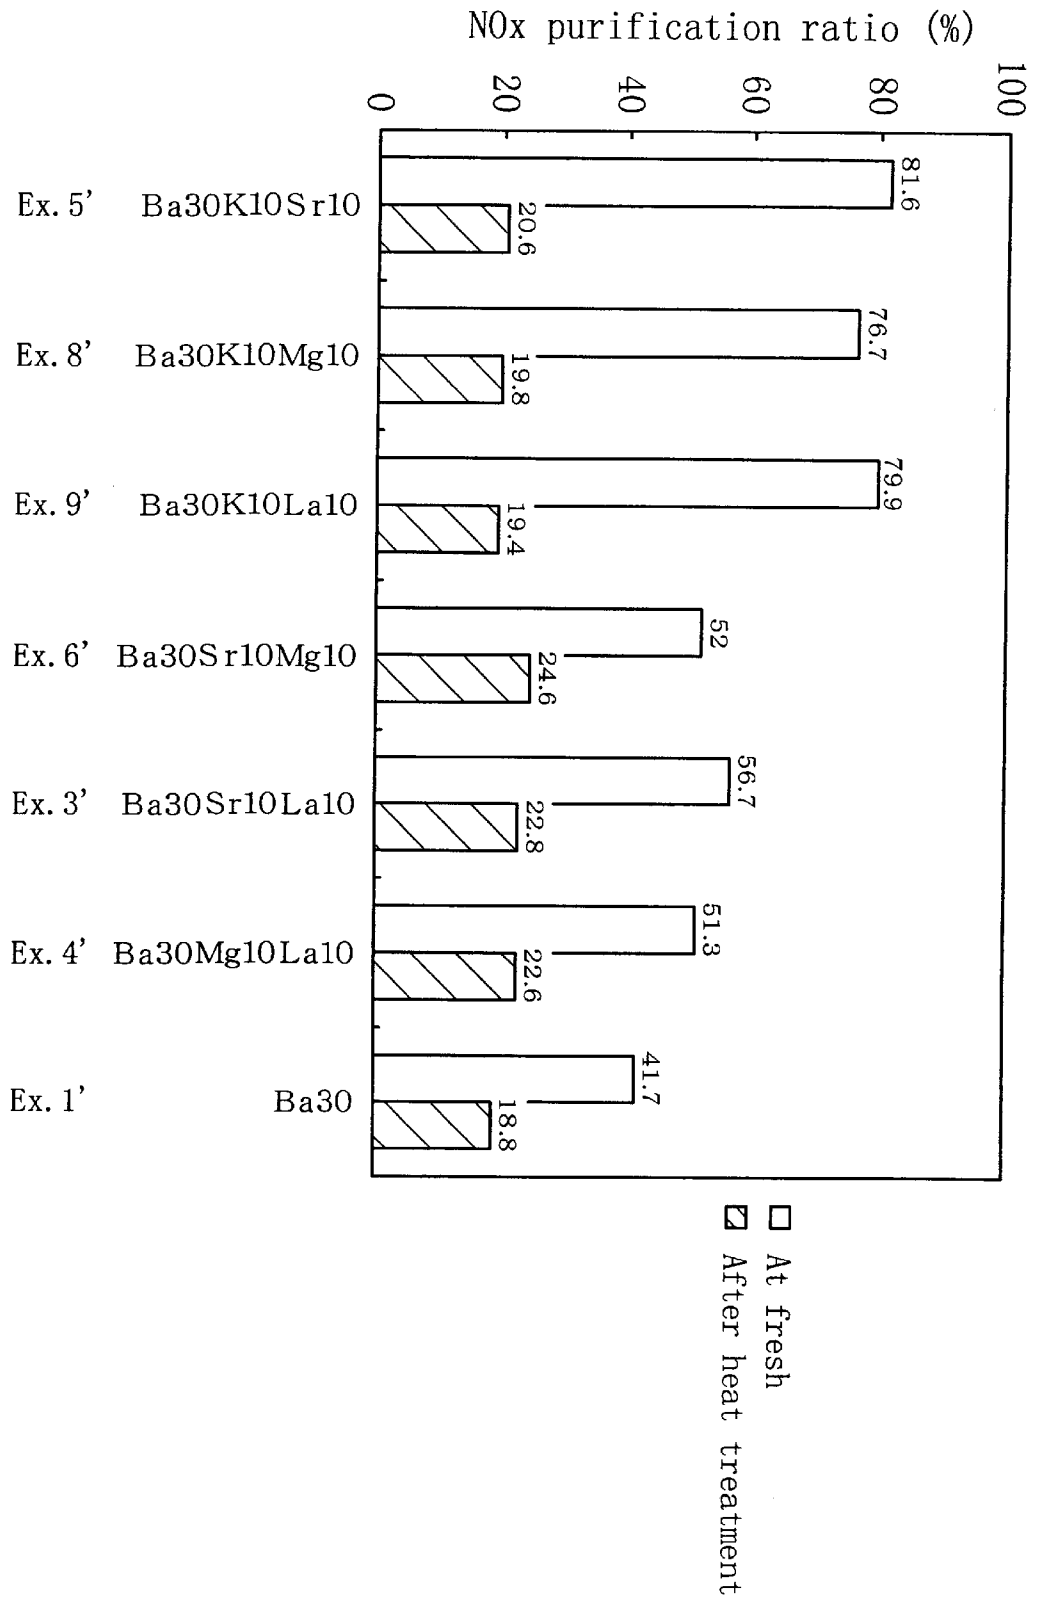 NOx purification ratio (%)
0
20
40
60
80
100
81.6
20.6
Ex. 5' Ba30K10Sr10
76.7
19.8
Ex. 8' Ba30K10Mg10
79.9
19.4
Ex. 9' Ba30K10La10
52
24.6
Ex. 6' Ba30Sr10Mg10
56.7
22.8
Ex. 3' Ba30Sr10La10
51.3
22.6
Ex. 4' Ba30Mg10La10
41.7
18.8
Ex. 1' Ba30
At fresh
After heat treatment